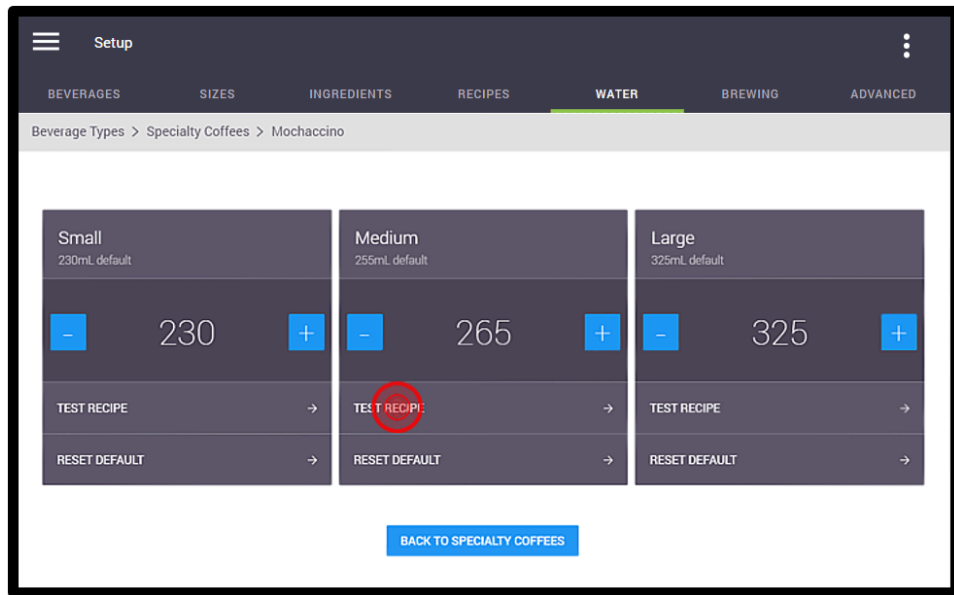 Setup
BEVERAGES SIZES INGREDIENTS RECIPES WATER BREWING ADVANCED
Beverage Types > Specialty Coffees > Mochaccino
Small
230mL default
- 230 +
TEST RECIPE →
RESET DEFAULT →
Medium
255mL default
- 265 +
TEST RECIPE →
RESET DEFAULT →
Large
325mL default
- 325 +
TEST RECIPE →
RESET DEFAULT →
BACK TO SPECIALTY COFFEES